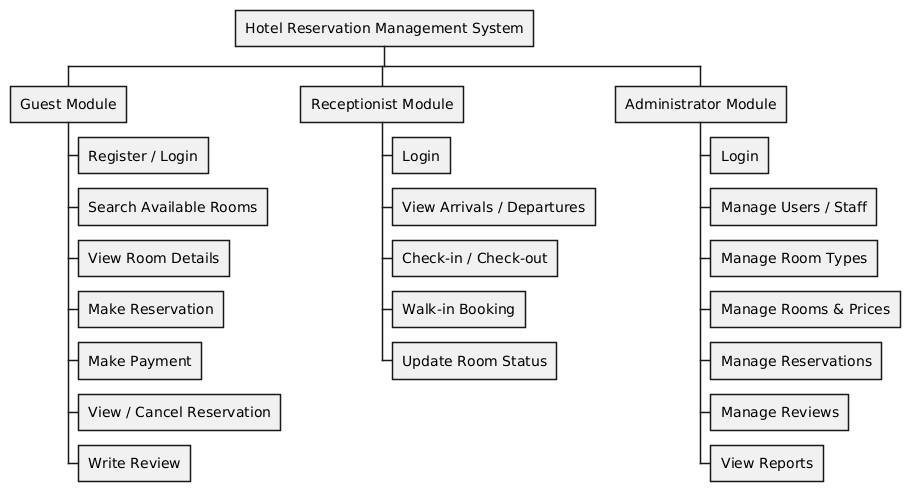 Hotel Reservation Management System
Guest Module
Register / Login
Search Available Rooms
View Room Details
Make Reservation
Make Payment
View / Cancel Reservation
Write Review
Receptionist Module
Login
View Arrivals / Departures
Check-in / Check-out
Walk-in Booking
Update Room Status
Administrator Module
Login
Manage Users / Staff
Manage Room Types
Manage Rooms & Prices
Manage Reservations
Manage Reviews
View Reports